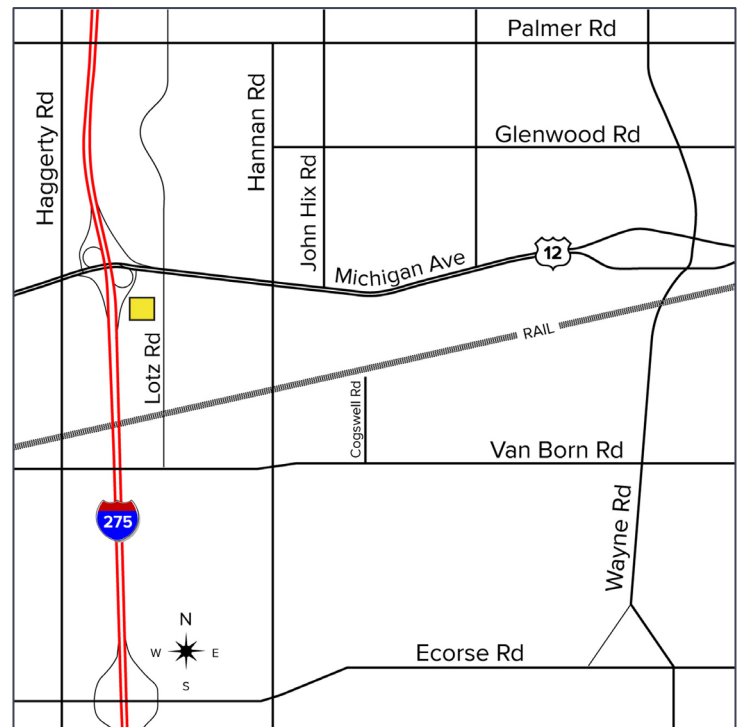 Palmer Rd
Haggerty Rd
Hannan Rd
Glenwood Rd
John Hix Rd
Michigan Ave
12
RAIL
Lotz Rd
Cogswell Rd
Van Born Rd
275
Wayne Rd
N
W E
S
Ecorse Rd